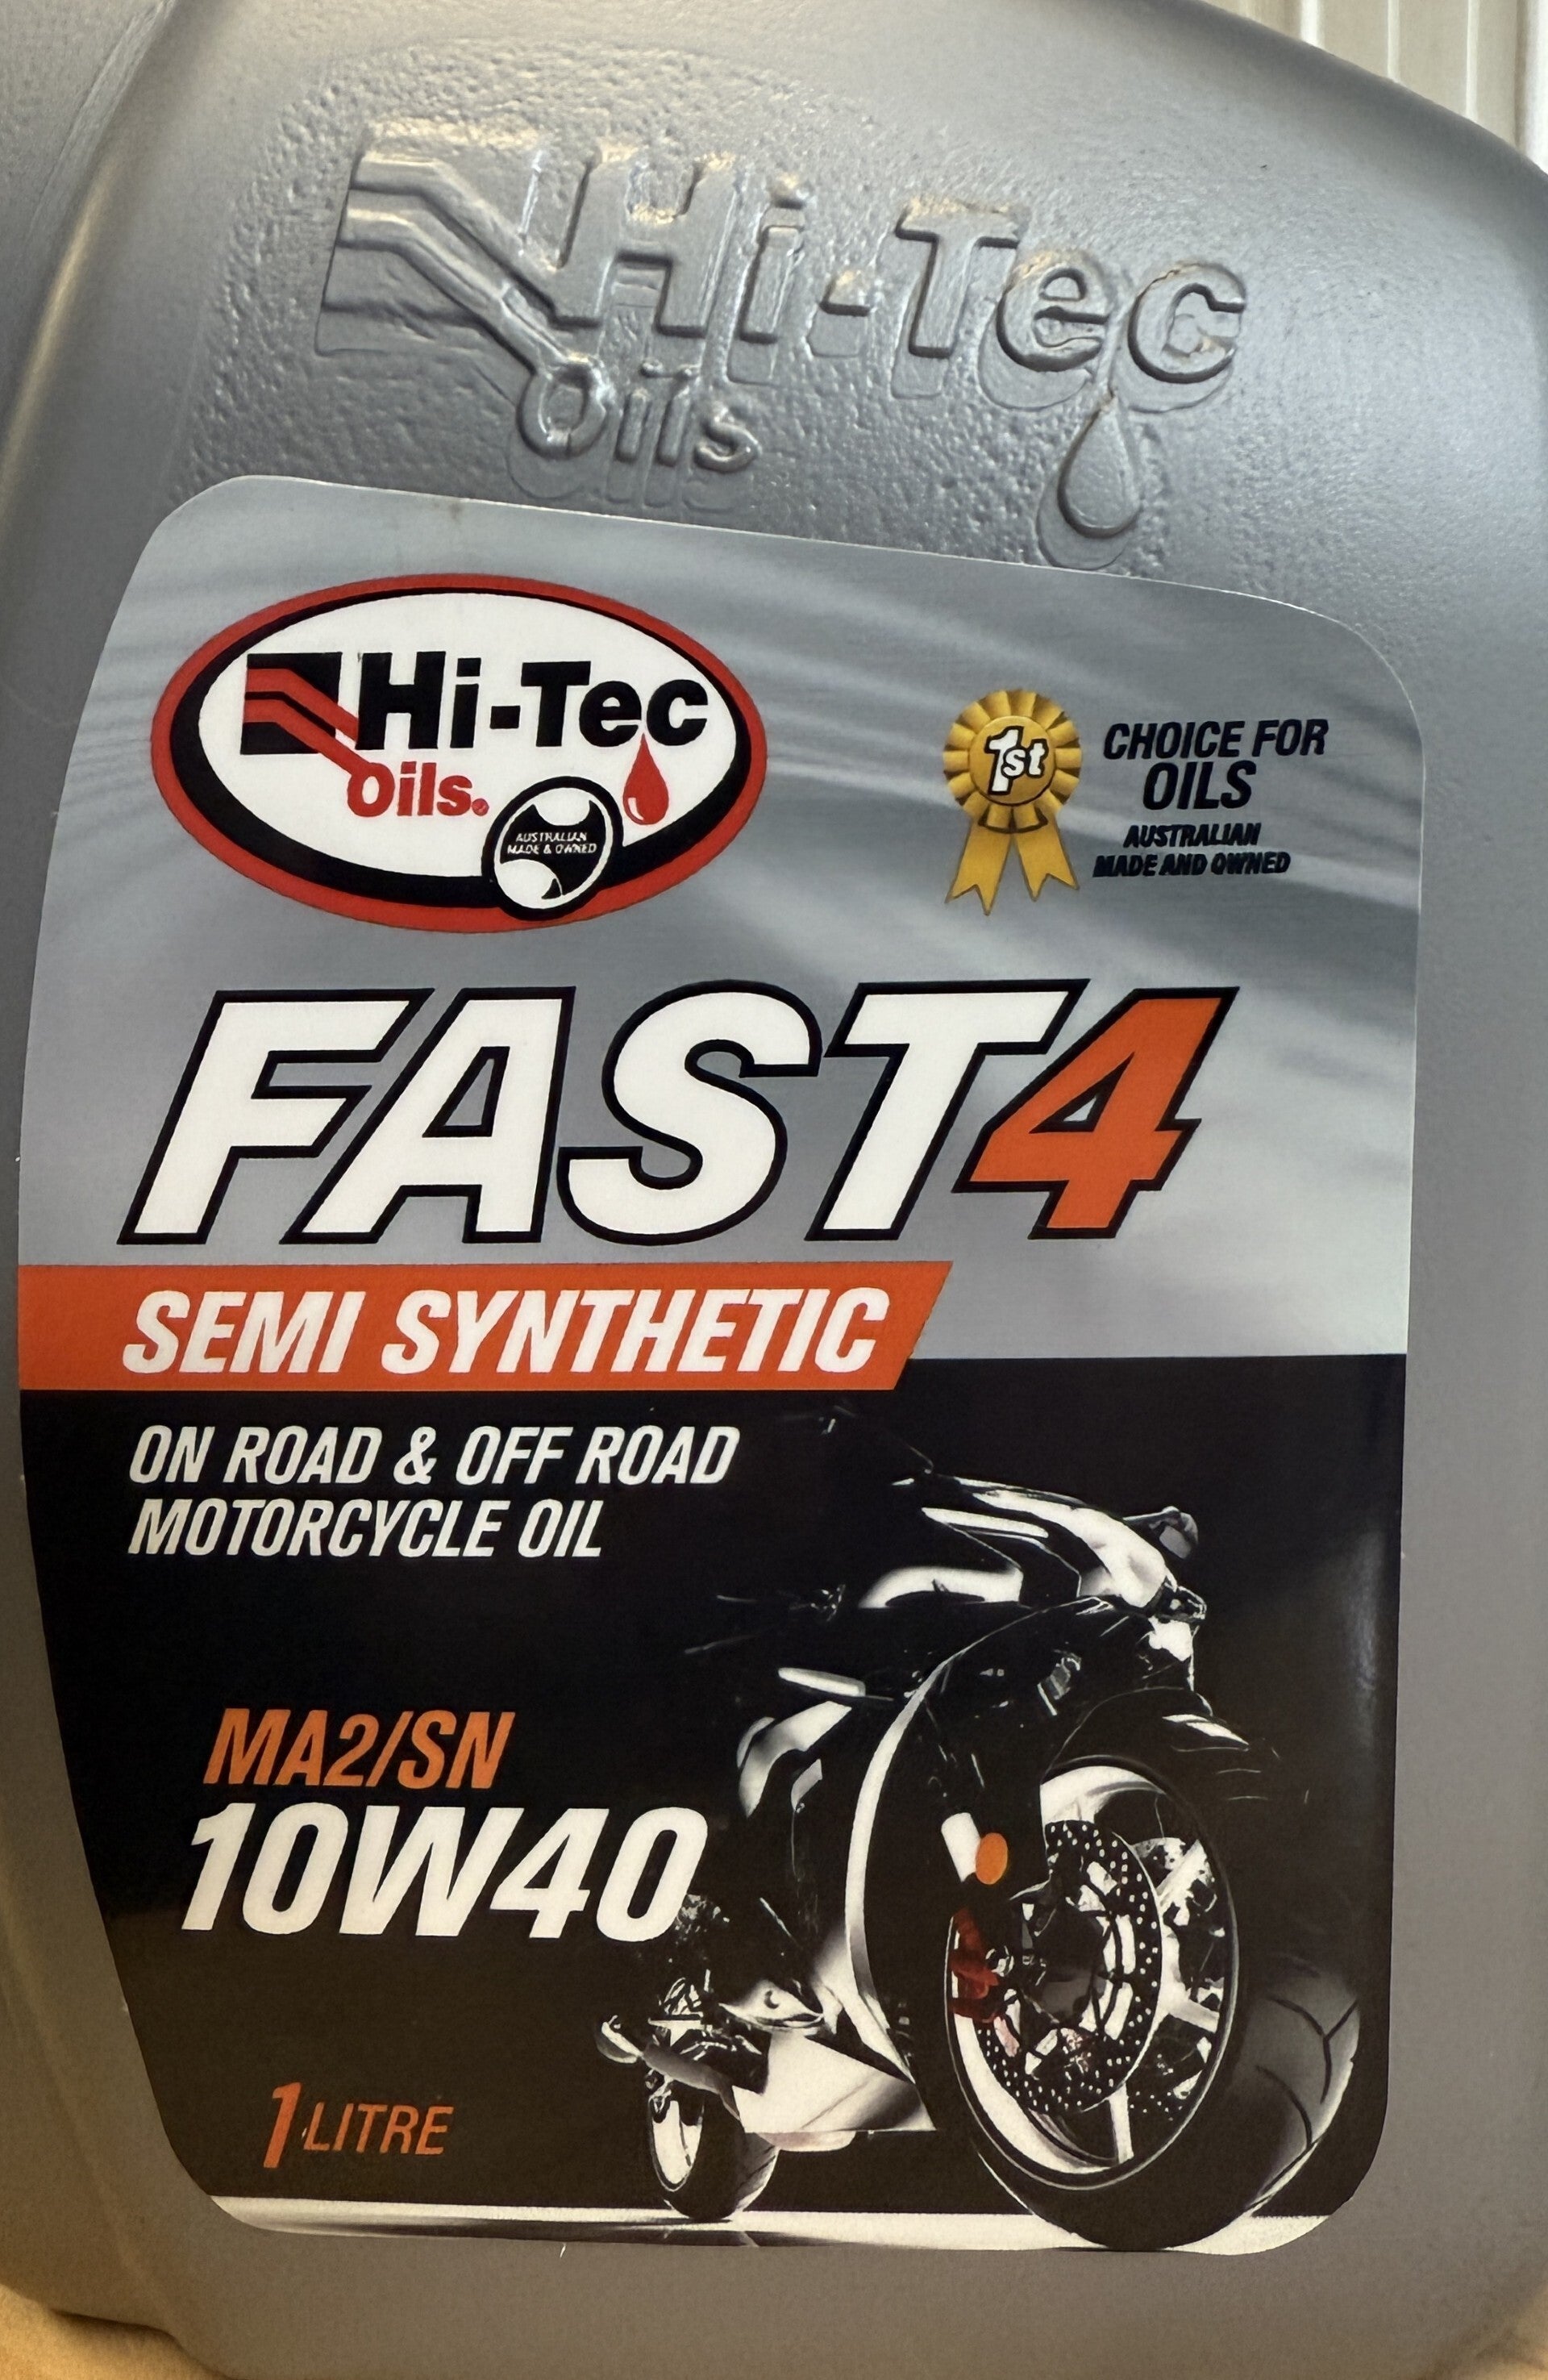 Hi-Tec
Oils
Hi-Tec
Oils.
AUSTRALIAN
MADE & OWNED
1st
CHOICE FOR
OILS
AUSTRALIAN
MADE AND OWNED
FAST4
SEMI SYNTHETIC
ON ROAD & OFF ROAD
MOTORCYCLE OIL
MA2/SN
10W40
1 LITRE